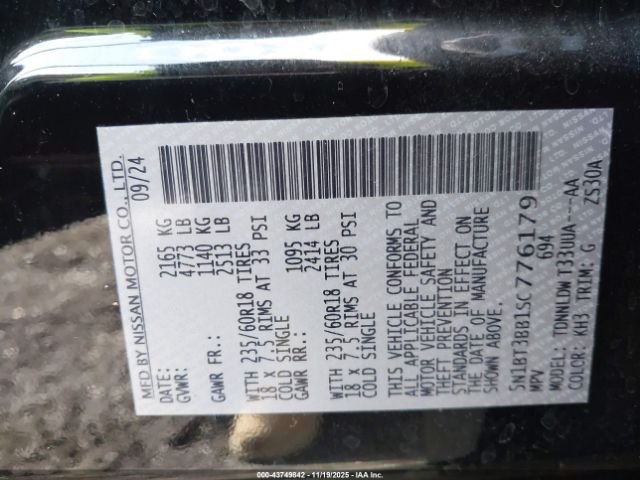 MFD BY NISSAN MOTOR CO., LTD.
DATE: 09/24
GVWR: 2165 KG
4773 LB
GAWR FR.: 1140 KG
2513 LB
WITH 235/60R18 TIRES
18 x 7.5 RIMS AT 33 PSI
COLD SINGLE
GAWR RR.: 1095 KG
2414 LB
WITH 235/60R18 TIRES
18 x 7.5 RIMS AT 30 PSI
COLD SINGLE
THIS VEHICLE CONFORMS TO
ALL APPLICABLE FEDERAL
MOTOR VEHICLE SAFETY AND
THEFT PREVENTION
STANDARDS IN EFFECT ON
THE DATE OF MANUFACTURE
SHOWN ABOVE.
5N1BT3BB1SC776179
MPV 694
MODEL: TDNNLDW T33UUA---AA
COLOR: KH3 TRIM: G ZS30A
000-43749842 - 11/19/2025 - IAA Inc.